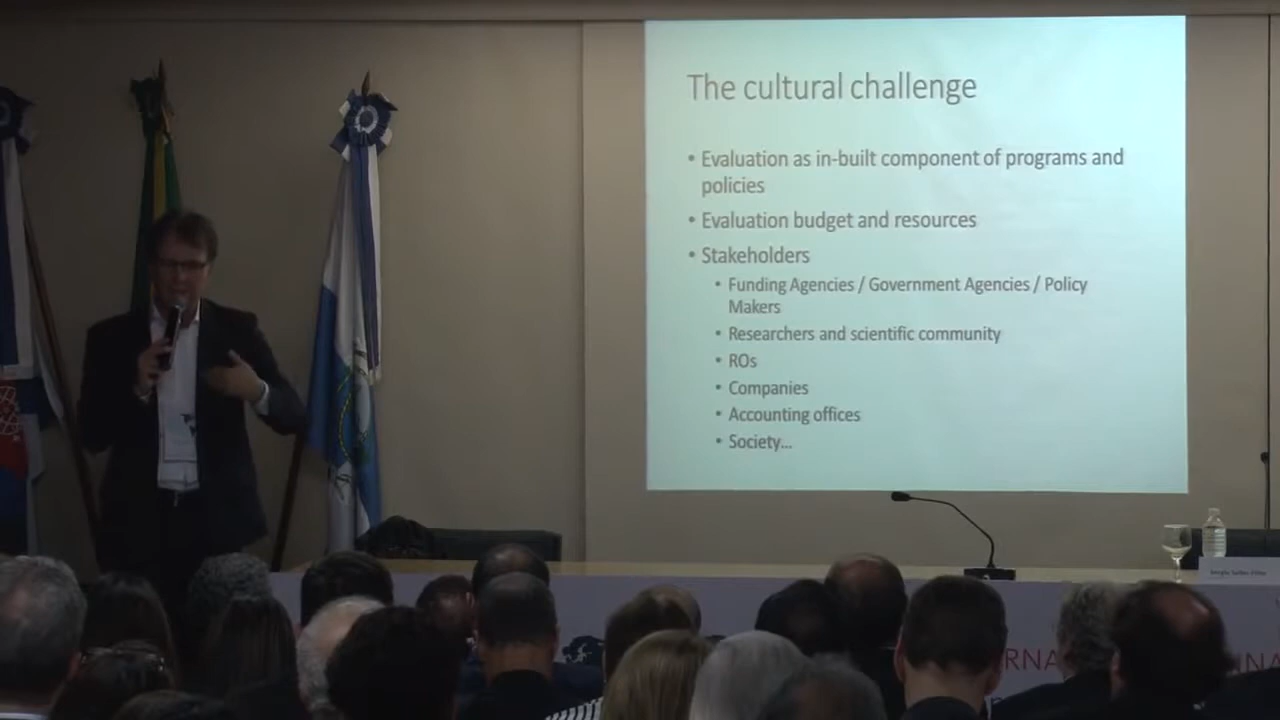 The cultural challenge
• Evaluation as in-built component of programs and
policies
• Evaluation budget and resources
• Stakeholders
• Funding Agencies / Government Agencies / Policy
Makers
• Researchers and scientific community
• ROs
• Companies
• Accounting offices
• Society...